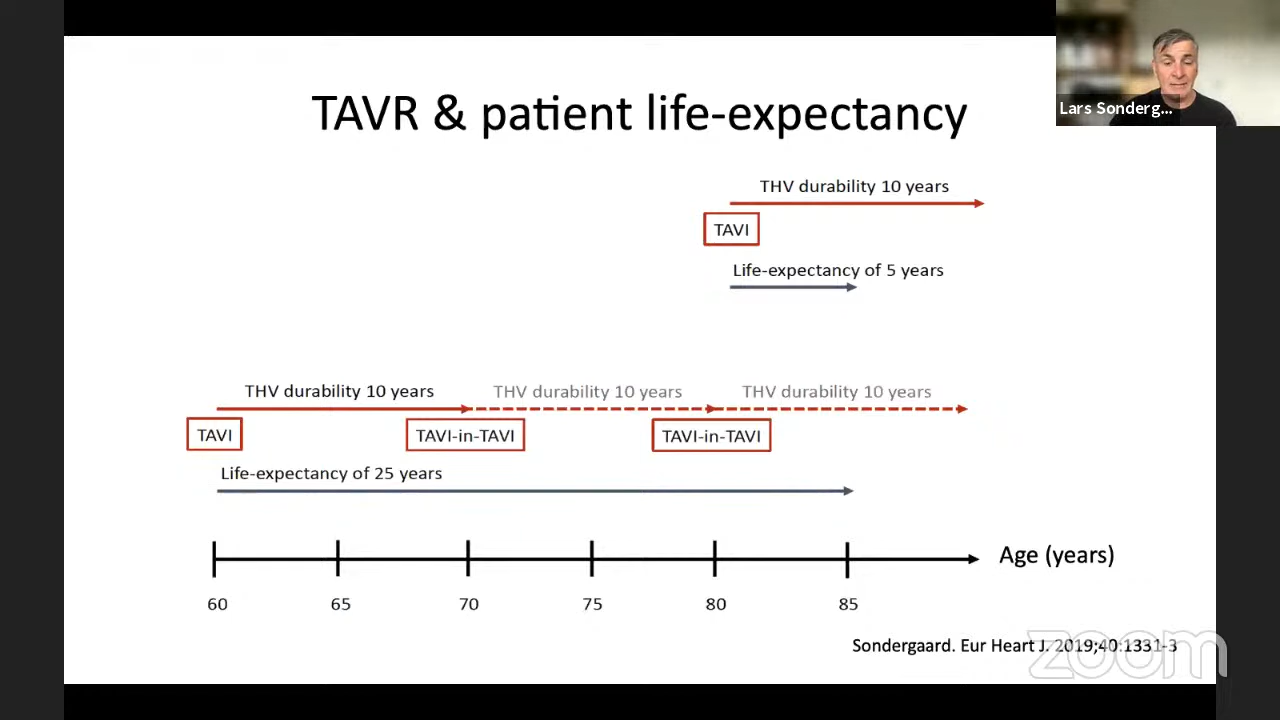 TAVR & patient life-expectancy
Lars Sonderg...
THV durability 10 years
TAVI
Life-expectancy of 5 years
THV durability 10 years THV durability 10 years THV durability 10 years
TAVI TAVI-in-TAVI TAVI-in-TAVI
Life-expectancy of 25 years
Age (years)
60 65 70 75 80 85
Sondergaard. Eur Heart J. 2019;40:1331-3
zoom